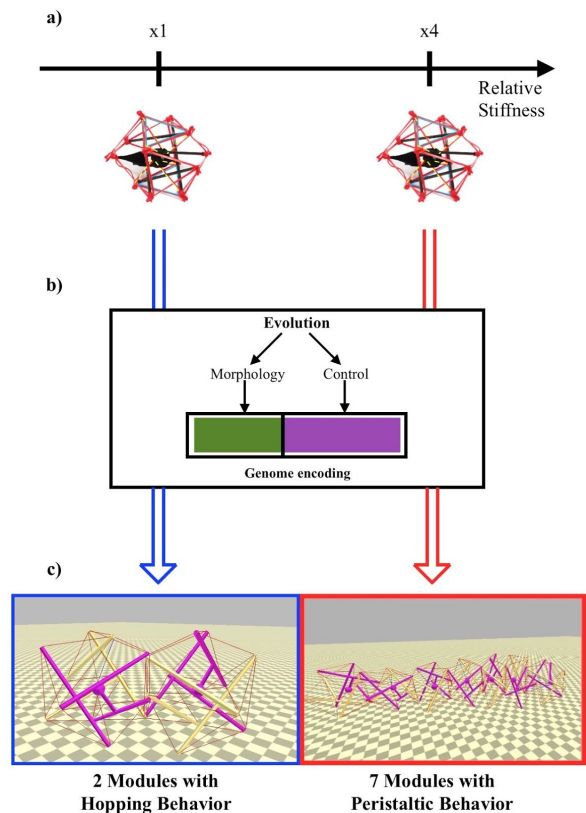 a)
x1
x4
Relative
Stiffness
b)
Evolution
Morphology
Control
Genome encoding
c)
2 Modules with
Hopping Behavior
7 Modules with
Peristaltic Behavior